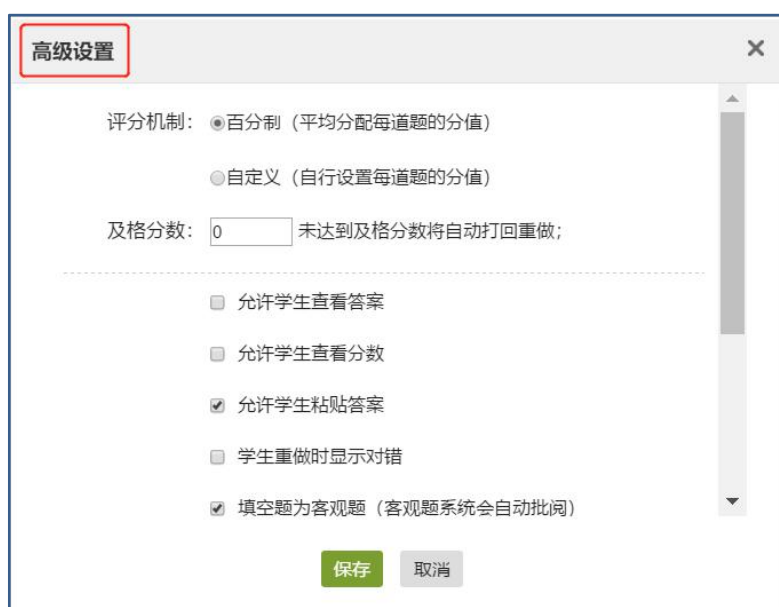 高级设置
评分机制: 百分制（平均分配每道题的分值）
自定义（自行设置每道题的分值）
及格分数: 0 未达到及格分数将自动打回重做;
允许学生查看答案
允许学生查看分数
允许学生粘贴答案
学生重做时显示对错
填空题为客观题（客观题系统会自动批阅）
保存 取消